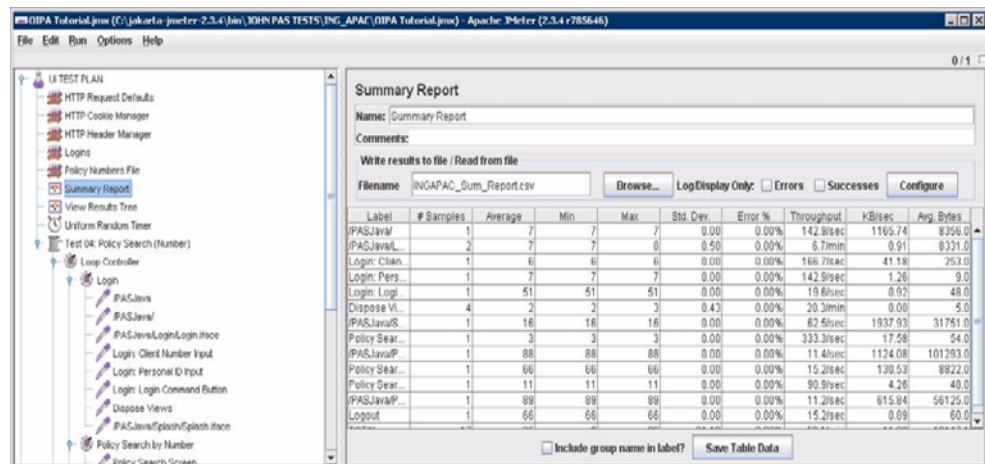 OIPA Tutorial.jmx (C:\jakarta-jmeter-2.3.4\bin\JOHN PAS TESTS\ING_APAC\OIPA Tutorial.jmx) - Apache JMeter (2.3.4 r785646)
File Edit Run Options Help
0 / 1
UI TEST PLAN
HTTP Request Defaults
HTTP Cookie Manager
HTTP Header Manager
Logins
Policy Numbers File
Summary Report
View Results Tree
Uniform Random Timer
Test 04: Policy Search (Number)
Loop Controller
Login
/PASJava
/PASJava/
/PASJava/Login/Login.iface
Login: Client Number Input
Login: Personal ID Input
Login: Login Command Button
Dispose Views
/PASJava/Splash/Splash.iface
Policy Search by Number
Policy Search Screen
Summary Report
Name: Summary Report
Comments:
Write results to file / Read from file
Filename INGAPAC_Sum_Report.csv Browse... Log/Display Only: Errors Successes Configure
Label # Samples Average Min Max Std. Dev. Error % Throughput KB/sec Avg. Bytes
/PASJava/ 1 7 7 7 0.00 0.00% 142.9/sec 1165.74 8356.0
/PASJava/L... 2 7 7 8 0.50 0.00% 6.7/min 0.91 8331.0
Login: Clien... 1 6 6 6 0.00 0.00% 166.7/sec 41.18 253.0
Login: Pers... 1 7 7 7 0.00 0.00% 142.9/sec 1.26 9.0
Login: Logi... 1 51 51 51 0.00 0.00% 19.6/sec 0.92 48.0
Dispose Vi... 4 2 2 3 0.43 0.00% 20.3/min 0.00 5.0
/PASJava/S... 1 16 16 16 0.00 0.00% 62.5/sec 1937.93 31751.0
Policy Sear... 1 3 3 3 0.00 0.00% 333.3/sec 17.58 54.0
/PASJava/P... 1 88 88 88 0.00 0.00% 11.4/sec 1124.08 101293.0
Policy Sear... 1 66 66 66 0.00 0.00% 15.2/sec 130.53 8822.0
Policy Sear... 1 11 11 11 0.00 0.00% 90.9/sec 4.26 48.0
/PASJava/P... 1 89 89 89 0.00 0.00% 11.2/sec 615.84 56125.0
Logout 1 66 66 66 0.00 0.00% 15.2/sec 0.89 60.0
Include group name in label? Save Table Data